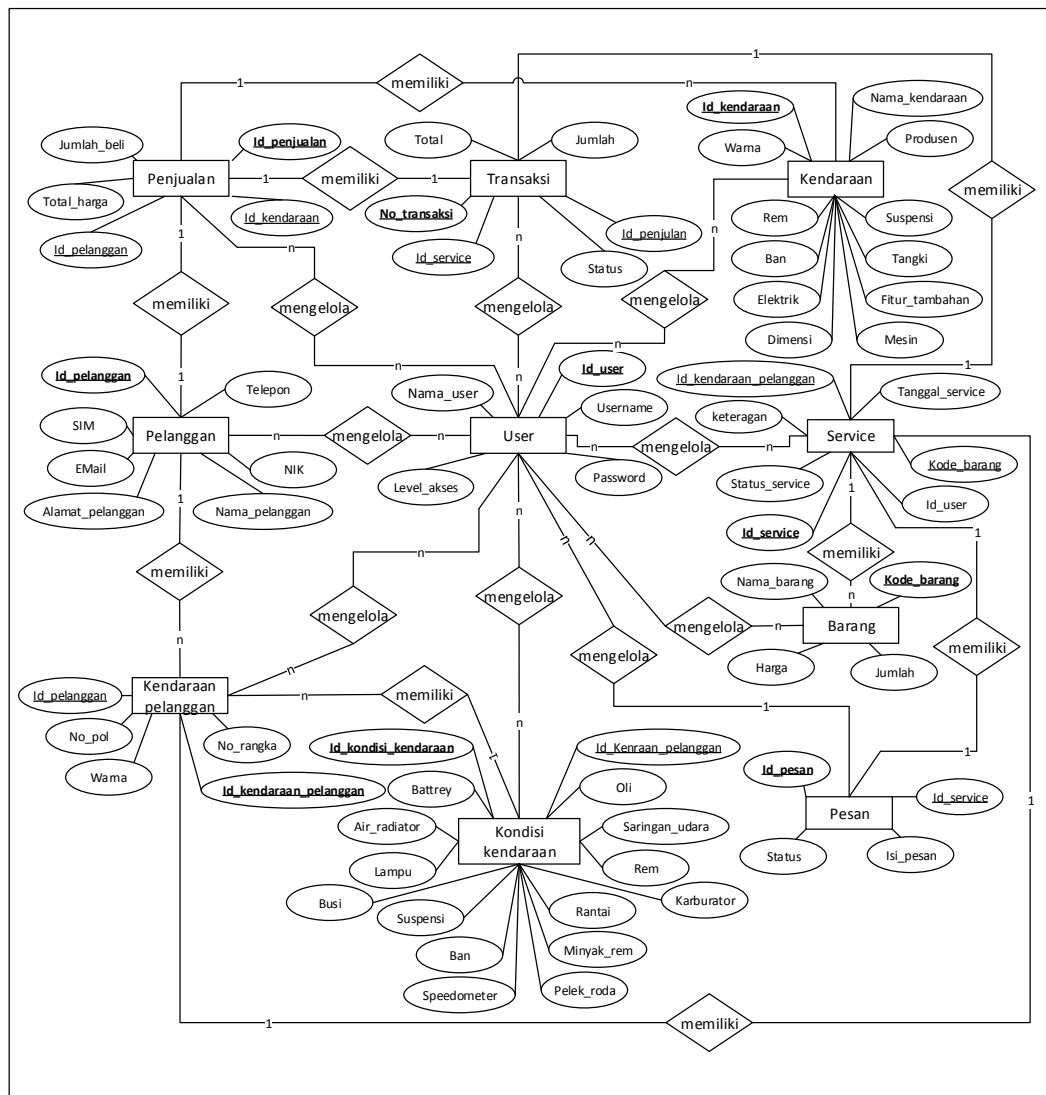 1
memiliki
1
n
Id_kendaraan
Nama_kendaraan
Jumlah_beli
Id_penjualan
Total
Jumlah
Warna
Produsen
Penjualan
1
memiliki
1
Transaksi
Kendaraan
memiliki
Total_harga
Id_kendaraan
No_transaksi
Id_penjulan
Rem
Suspensi
Id_pelanggan
Id_service
Status
Ban
Tangki
1
n
n
n
memiliki
mengelola
mengelola
mengelola
Elektrik
Fitur_tambahan
Dimensi
Mesin
1
n
n
n
1
Id_pelanggan
Telepon
Nama_user
Id_user
Id_kendaraan_pelanggan
Tanggal_service
SIM
Username
keteragan
Pelanggan
n
mengelola
n
User
n
mengelola
n
Service
EMail
NIK
Level_akses
Password
Status_service
Kode_barang
Alamat_pelanggan
Nama_pelanggan
Id_user
1
n
n
n
n
1
1
1
Id_service
memiliki
memiliki
mengelola
mengelola
Nama_barang
Kode_barang
n
n
mengelola
n
Barang
memiliki
mengelola
Harga
Jumlah
n
n
Id_pelanggan
Kendaraan
pelanggan
n
memiliki
No_pol
No_rangka
1
n
1
1
Warna
Id_kendaraan_pelanggan
Id_kondisi_kendaraan
Id_Kenraan_pelanggan
Id_pesan
Id_service
1
Battrey
Oli
Pesan
Air_radiator
Kondisi
kendaraan
Saringan_udara
Status
Isi_pesan
Lampu
Rem
Busi
Karburator
Suspensi
Rantai
Ban
Minyak_rem
Speedometer
Pelek_roda
1
memiliki
1